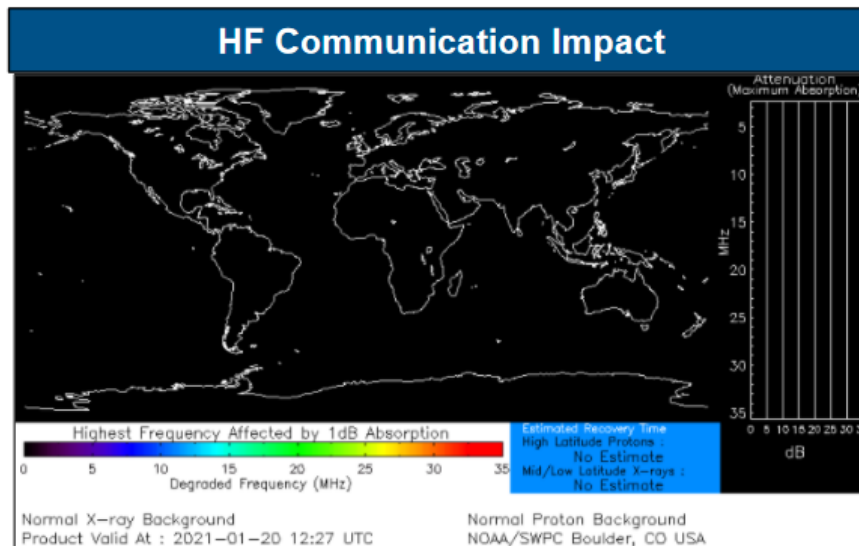 HF Communication Impact
Attenuation
(Maximum Absorption)
5
10
15
20
25
30
35
MHz
0 5 10 15 20 25 30
dB
Highest Frequency Affected by 1dB Absorption
0 5 10 15 20 25 30 35
Degraded Frequency (MHz)
Estimated Recovery Time
High Latitude Protons :
No Estimate
Mid/Low Latitude X-rays :
No Estimate
Normal X-ray Background
Product Valid At : 2021-01-20 12:27 UTC
Normal Proton Background
NOAA/SWPC Boulder, CO USA